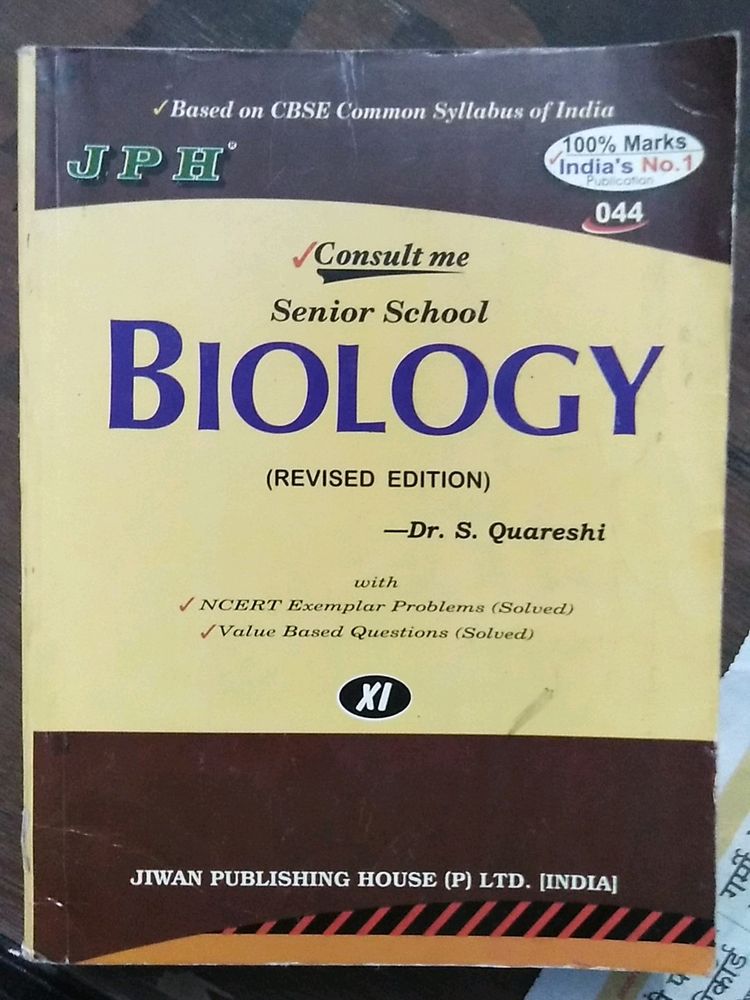 ✓Based on CBSE Common Syllabus of India
JPH®
100% Marks
✓India's No.1
Publication
044
✓Consult me
Senior School
BIOLOGY
(REVISED EDITION)
—Dr. S. Quareshi
with
✓NCERT Exemplar Problems (Solved)
✓Value Based Questions (Solved)
XI
JIWAN PUBLISHING HOUSE (P) LTD. [INDIA]